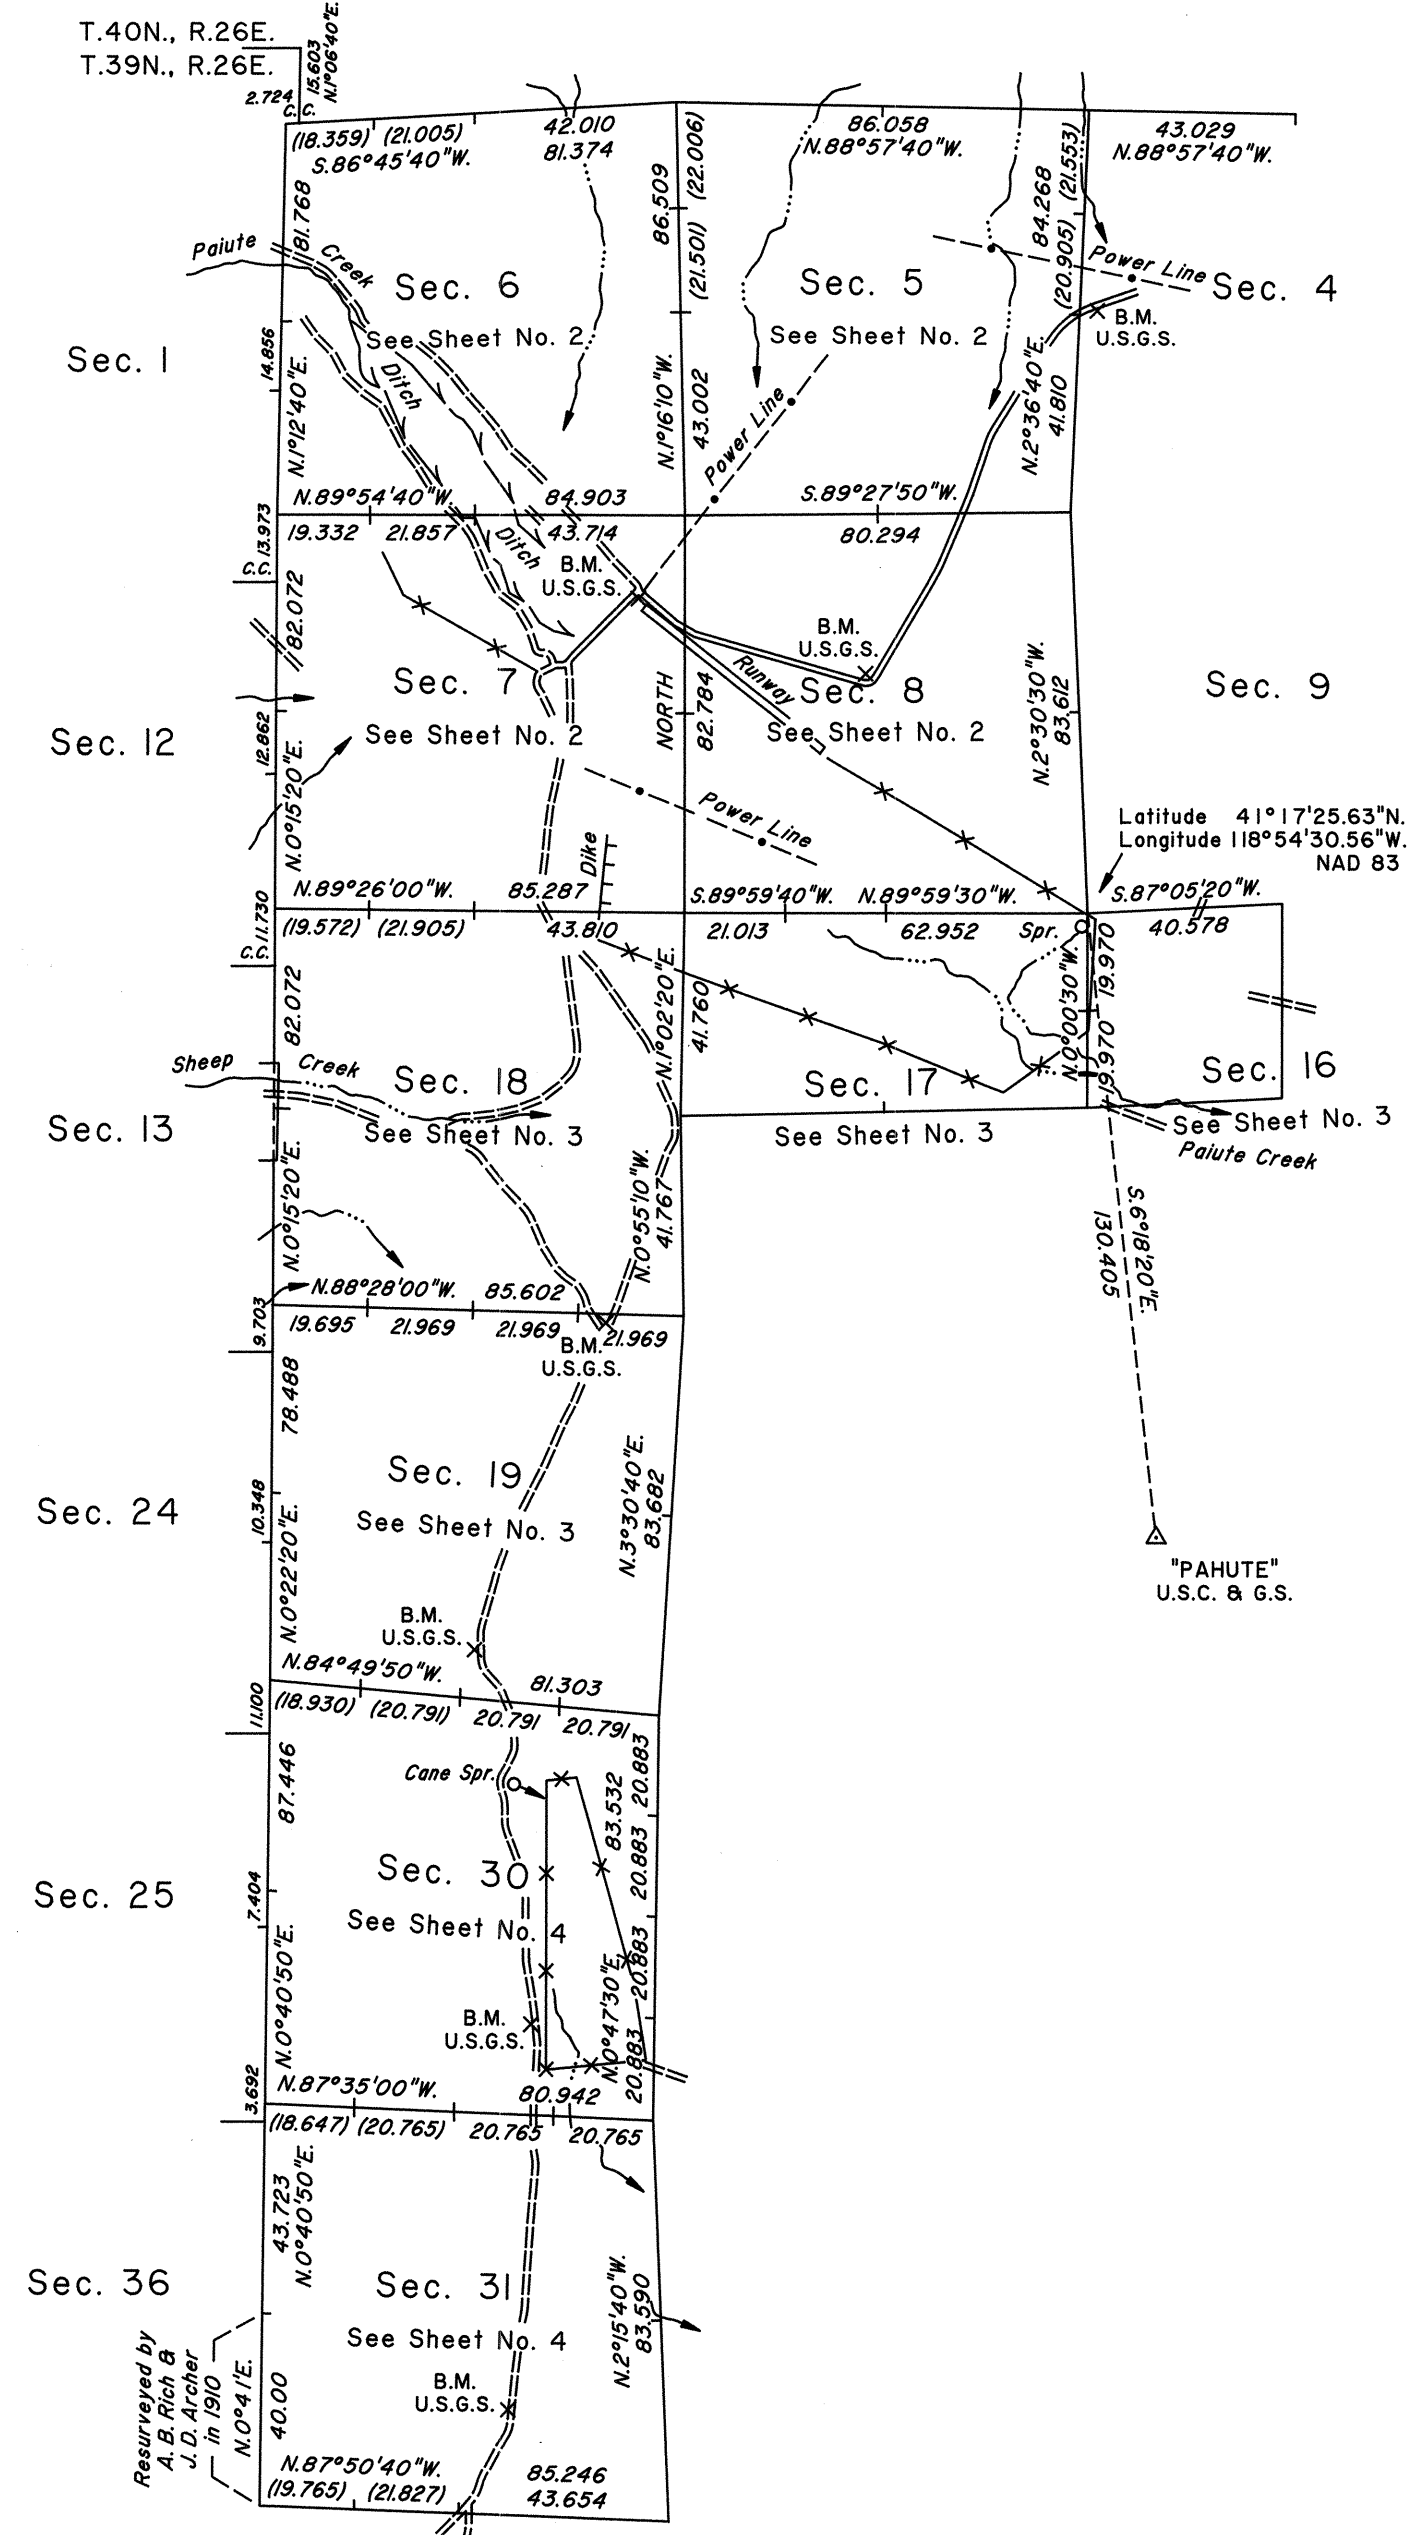 T.40N., R.26E.
T.39N., R.26E.
15.603
N.1°06'40"E.
2.724
C.C.
(18.359) (21.005)
42.010
S.86°45'40"W.
81.374
86.058
N.88°57'40"W.
43.029
N.88°57'40"W.
81.768
86.509
(22.006)
(21.501)
84.268
(21.553)
(20.905)
Paiute
Creek
Sec. 6
See Sheet No. 2
Sec. 5
See Sheet No. 2
Power Line
Sec. 4
B.M.
U.S.G.S.
Sec. 1
14.856
N.1°12'40"E.
Ditch
N.1°16'10"W.
43.002
Power Line
N.2°36'40"E.
41.810
N.89°54'40"W.
84.903
S.89°27'50"W.
13.973
19.332
21.857
43.714
80.294
C.C.
Ditch
B.M.
U.S.G.S.
82.072
B.M.
U.S.G.S.
Runway
Sec. 7
See Sheet No. 2
NORTH
82.784
Sec. 8
See Sheet No. 2
N.2°30'30"W.
83.612
Sec. 9
Sec. 12
12.862
N.0°15'20"E.
Power Line
Dike
Latitude 41°17'25.63"N.
Longitude 118°54'30.56"W.
NAD 83
N.89°26'00"W.
85.287
S.89°59'40"W.
N.89°59'30"W.
S.87°05'20"W.
11.730
(19.572) (21.905)
43.810
21.013
62.952
Spr.
40.578
C.C.
82.072
N.1°02'20"E.
41.760
N.0°00'30"W.
19.670
19.670
Sheep
Creek
Sec. 18
See Sheet No. 3
Sec. 17
See Sheet No. 3
Sec. 16
See Sheet No. 3
Paiute Creek
Sec. 13
N.0°15'20"E.
N.0°55'10"W.
41.767
S.6°18'20"E.
130.405
N.88°28'00"W.
85.602
9.703
19.695
21.969
21.969
21.969
B.M.
U.S.G.S.
78.488
Sec. 19
See Sheet No. 3
N.3°30'40"E.
83.682
Sec. 24
10.348
N.0°22'20"E.
"PAHUTE"
U.S.C. & G.S.
B.M.
U.S.G.S.
N.84°49'50"W.
81.303
11.100
(18.930)
(20.791)
20.791
20.791
87.446
Cane Spr.
83.532
20.883
20.883
20.883
20.883
Sec. 30
See Sheet No. 4
Sec. 25
7.404
N.0°40'50"E.
N.0°47'30"E.
B.M.
U.S.G.S.
N.87°35'00"W.
80.942
3.692
(18.647) (20.765)
20.765
20.765
43.723
N.0°40'50"E.
Sec. 36
Sec. 31
See Sheet No. 4
N.2°15'40"W.
83.590
Resurveyed by
A.B. Rich &
J.D. Archer
in 1910
N.0°41'E.
40.00
B.M.
U.S.G.S.
N.87°50'40"W.
85.246
(19.765) (21.827)
43.654